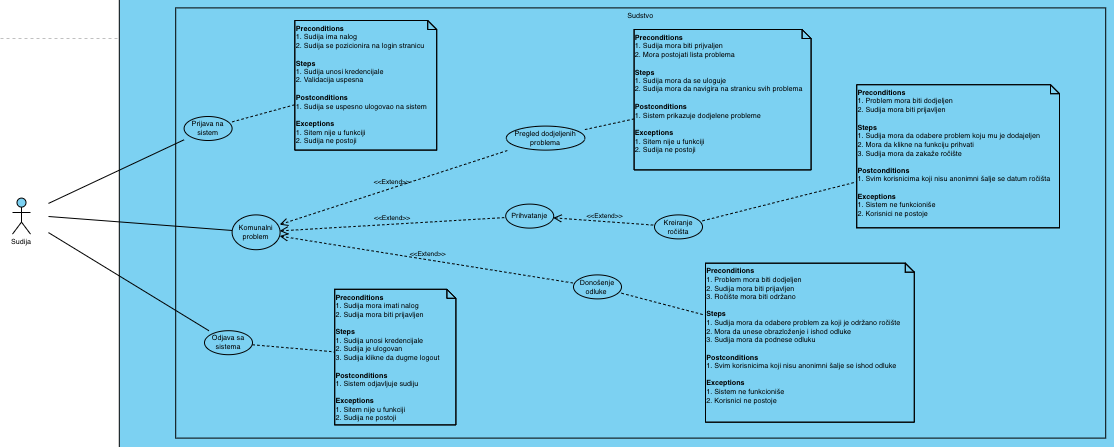 Sudstvo
Preconditions
1. Sudija ima nalog
2. Sudija se pozicionira na login stranicu
Steps
1. Sudija unosi kredencijale
2. Validacija uspesna
Postconditions
1. Sudija se uspesno ulogovao na sistem
Exceptions
1. Sitem nije u funkciji
2. Sudija ne postoji
Preconditions
1. Sudija mora biti prijvaljen
2. Mora postojati lista problema
Steps
1. Sudija mora da se uloguje
2. Sudija mora da navigira na stranicu svih problema
Postconditions
1. Sistem prikazuje dodjelene probleme
Exceptions
1. Sitem nije u funkciji
2. Sudija ne postoji
Preconditions
1. Problem mora biti dodjeljen
2. Sudija mora biti prijavljen
Steps
1. Sudija mora da odabere problem koju mu je dodajeljen
2. Mora da klikne na funkciju prihvati
3. Sudija mora da zakaže ročište
Postconditions
1. Svim korisnicima koji nisu anonimni šalje se datum ročišta
Exceptions
1. Sistem ne funkcioniše
2. Korisnici ne postoje
Prijava na
sistem
Pregled dodjeljenih
problema
<<Extend>>
Sudija
Komunalni
problem
<<Extend>>
Prihvatanje
<<Extend>>
Kreiranje
ročišta
<<Extend>>
Donošenje
odluke
Odjava sa
sistema
Preconditions
1. Sudija mora imati nalog
2. Sudija mora biti prijavljen
Steps
1. Sudija unosi kredencijale
2. Sudija je ulogovan
3. Sudija klikne da dugme logout
Postconditions
1. Sistem odjavljuje sudiju
Exceptions
1. Sitem nije u funkciji
2. Sudija ne postoji
Preconditions
1. Problem mora biti dodjeljen
2. Sudija mora biti prijavljen
3. Ročište mora biti održano
Steps
1. Sudija mora da odabere problem za koji je održano ročište
2. Mora da unese obrazloženje i ishod odluke
3. Sudija mora da podnese odluku
Postconditions
1. Svim korisnicima koji nisu anonimni šalje se ishod odluke
Exceptions
1. Sistem ne funkcioniše
2. Korisnici ne postoje